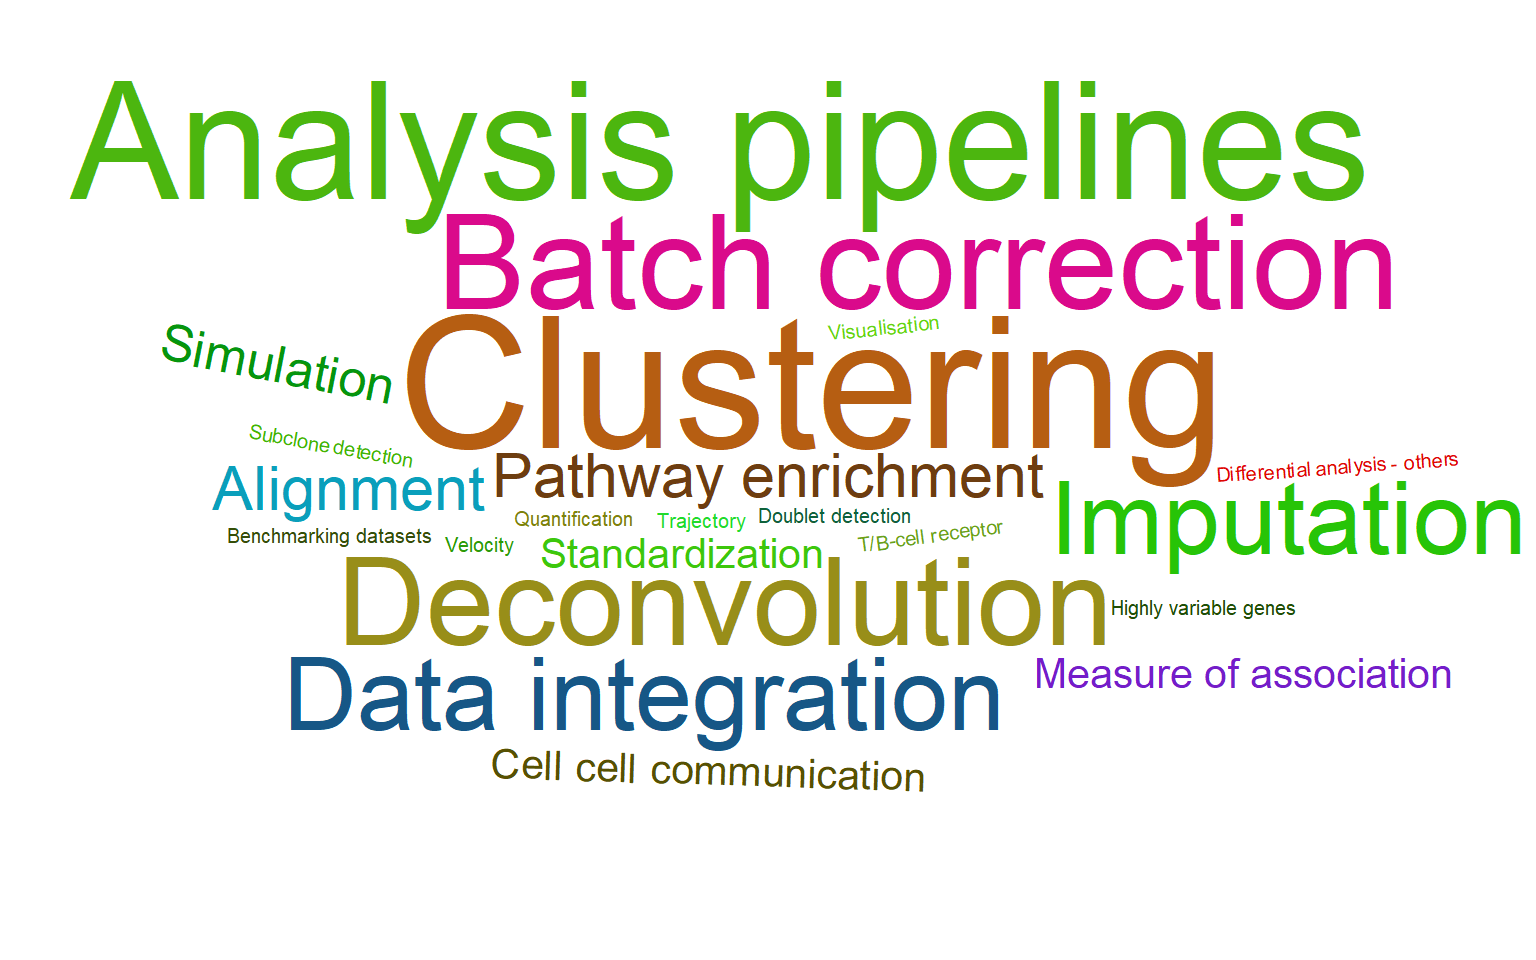 Analysis pipelines
Batch correction
Simulation
Clustering
Visualisation
Subclone detection
Alignment
Pathway enrichment
Differential analysis - others
Imputation
Benchmarking datasets
Quantification
Trajectory
Doublet detection
Velocity
Standardization
T/B-cell receptor
Deconvolution
Highly variable genes
Data integration
Measure of association
Cell cell communication